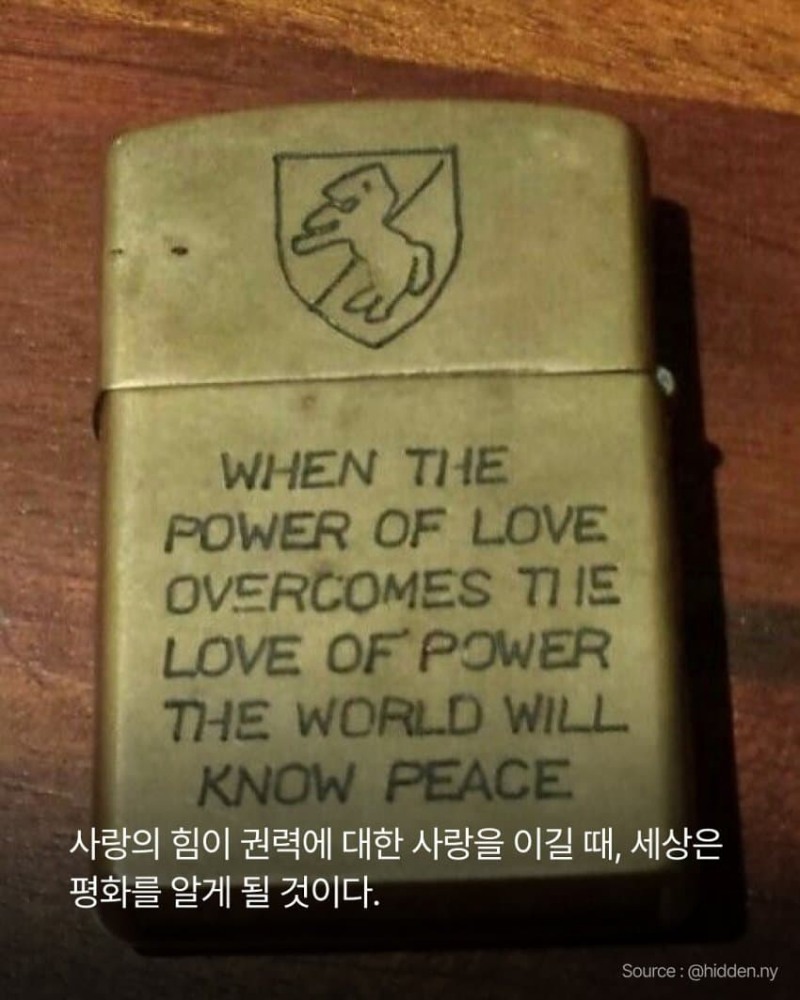 WHEN THE
POWER OF LOVE
OVERCOMES THE
LOVE OF POWER
THE WORLD WILL
KNOW PEACE
사랑의 힘이 권력에 대한 사랑을 이길 때, 세상은
평화를 알게 될 것이다.
Source : @hidden.ny